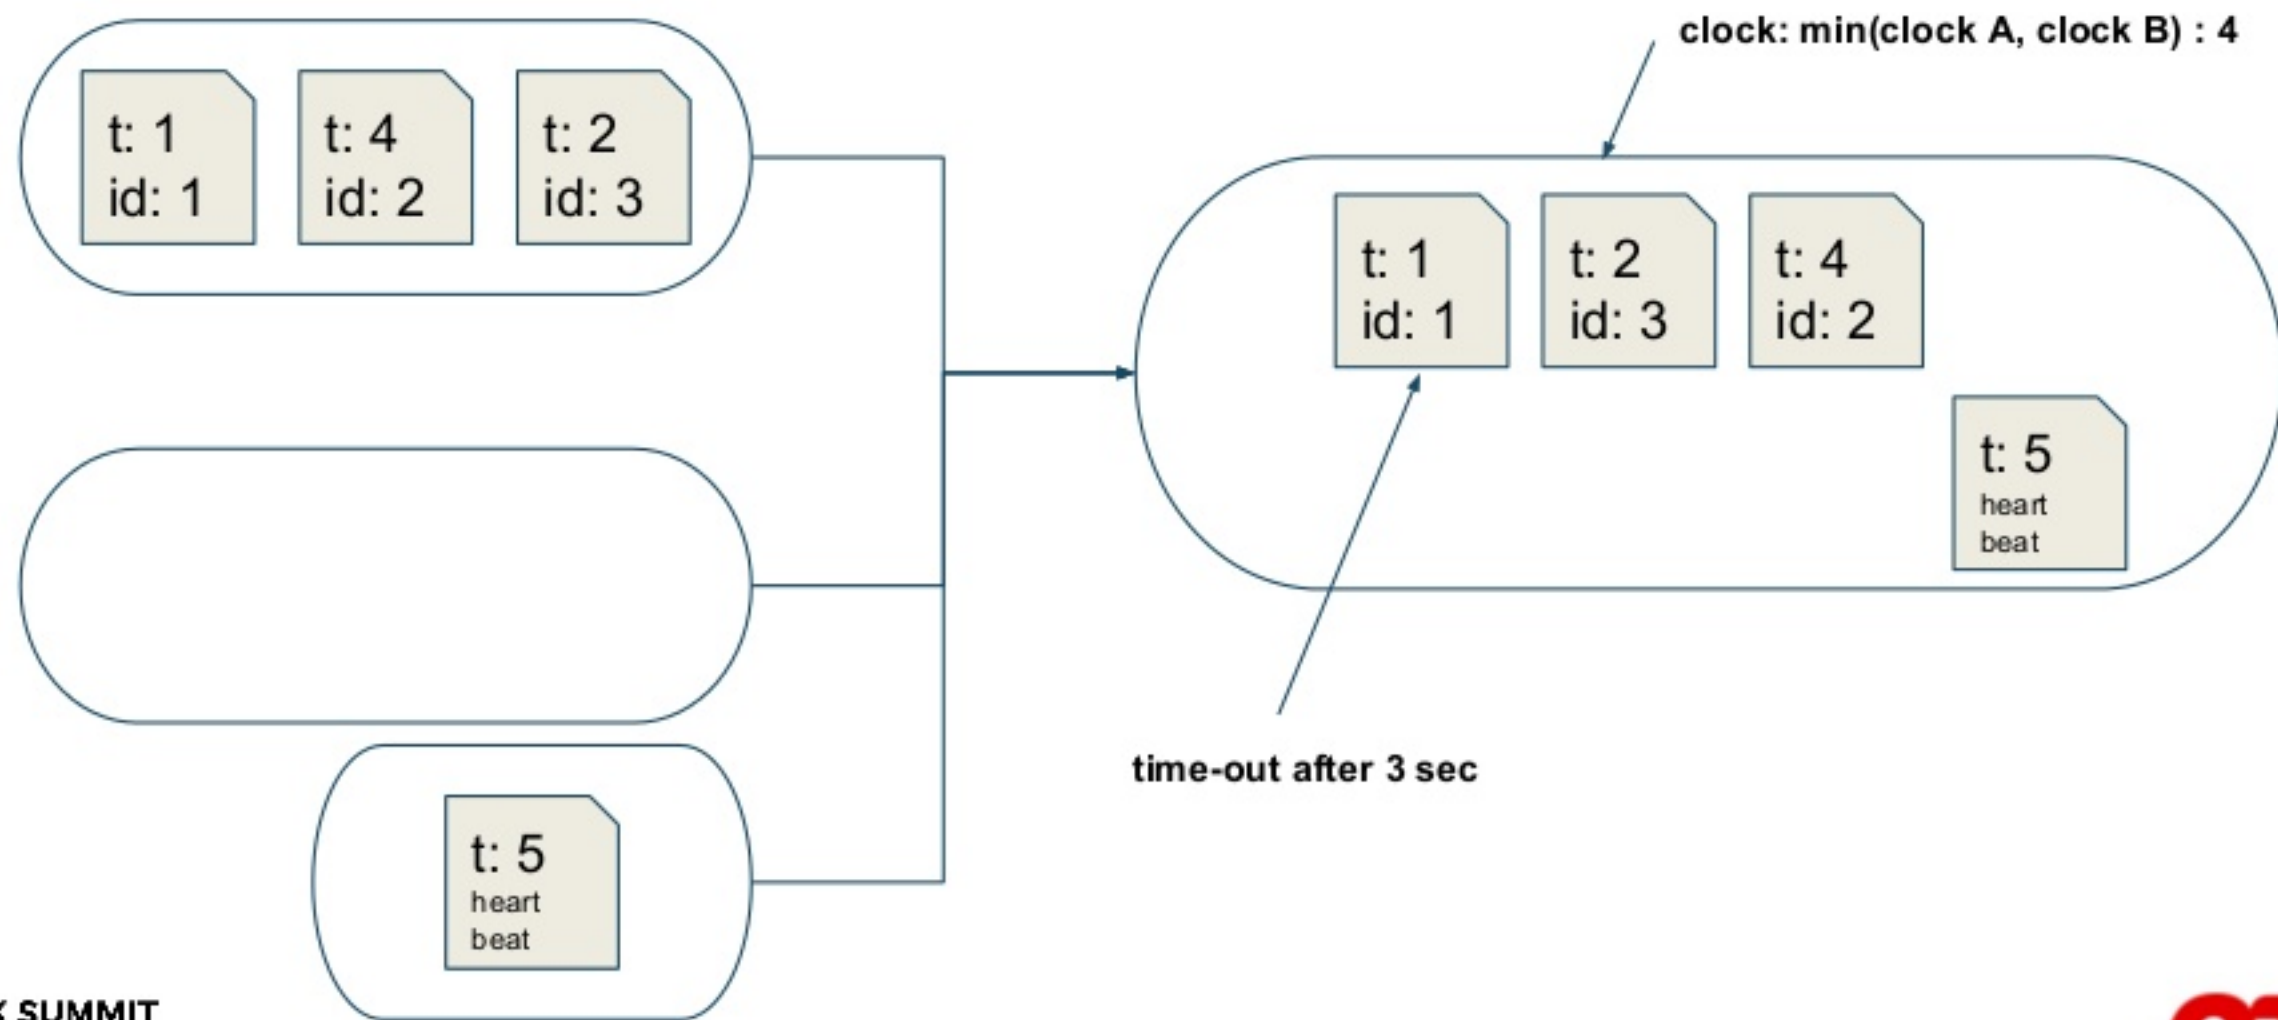 clock: min(clock A, clock B) : 4
t: 1
id: 1
t: 4
id: 2
t: 2
id: 3
t: 1
id: 1
t: 2
id: 3
t: 4
id: 2
t: 5
heart
beat
time-out after 3 sec
t: 5
heart
beat
SUMMIT